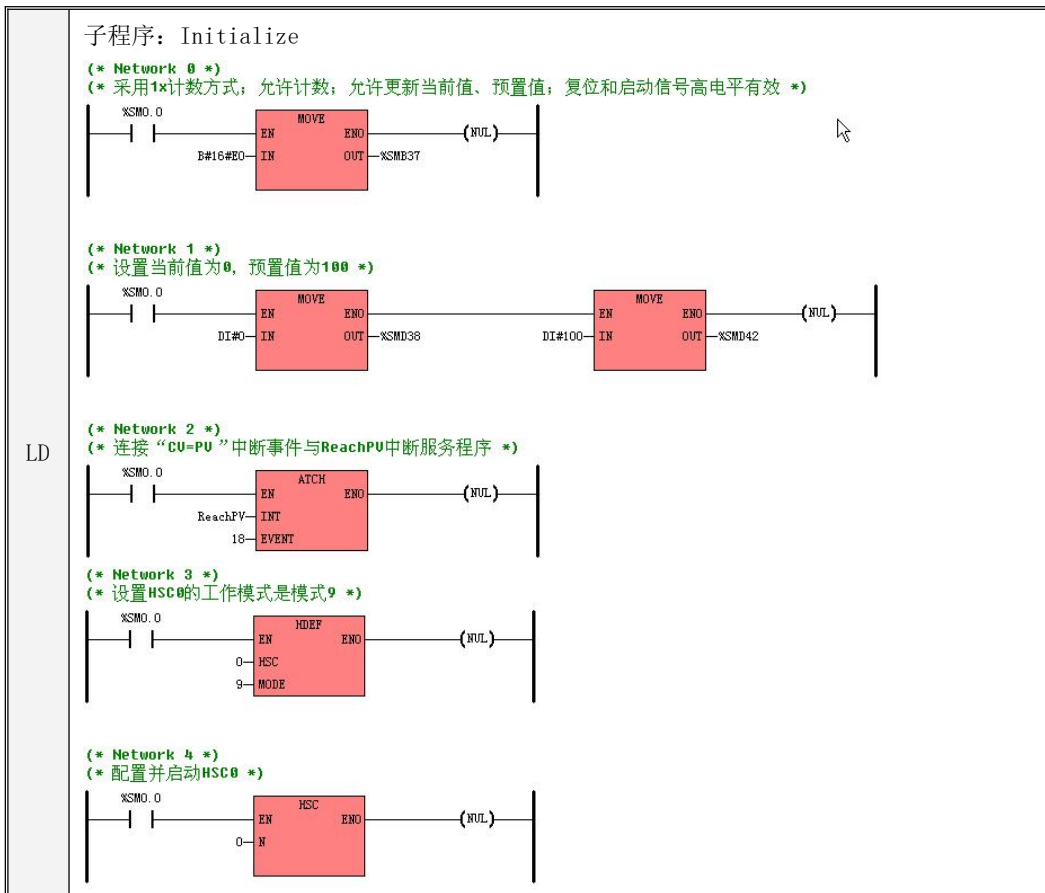 子程序: Initialize
(* Network 0 *)
(* 采用1x计数方式; 允许计数; 允许更新当前值、预置值; 复位和启动信号高电平有效 *)
%SM0.0
MOVE
EN ENO (NUL)
B#16#E0 IN OUT %SMB37
(* Network 1 *)
(* 设置当前值为0, 预置值为100 *)
%SM0.0
MOVE MOVE
EN ENO EN ENO (NUL)
DI#0 IN OUT %SMD38 DI#100 IN OUT %SMD42
(* Network 2 *)
(* 连接“CV=PV”中断事件与ReachPV中断服务程序 *)
LD
%SM0.0
ATCH
EN ENO (NUL)
ReachPV INT
18 EVENT
(* Network 3 *)
(* 设置HSC0的工作模式是模式9 *)
%SM0.0
HDEF
EN ENO (NUL)
0 HSC
9 MODE
(* Network 4 *)
(* 配置并启动HSC0 *)
%SM0.0
HSC
EN ENO (NUL)
0 N